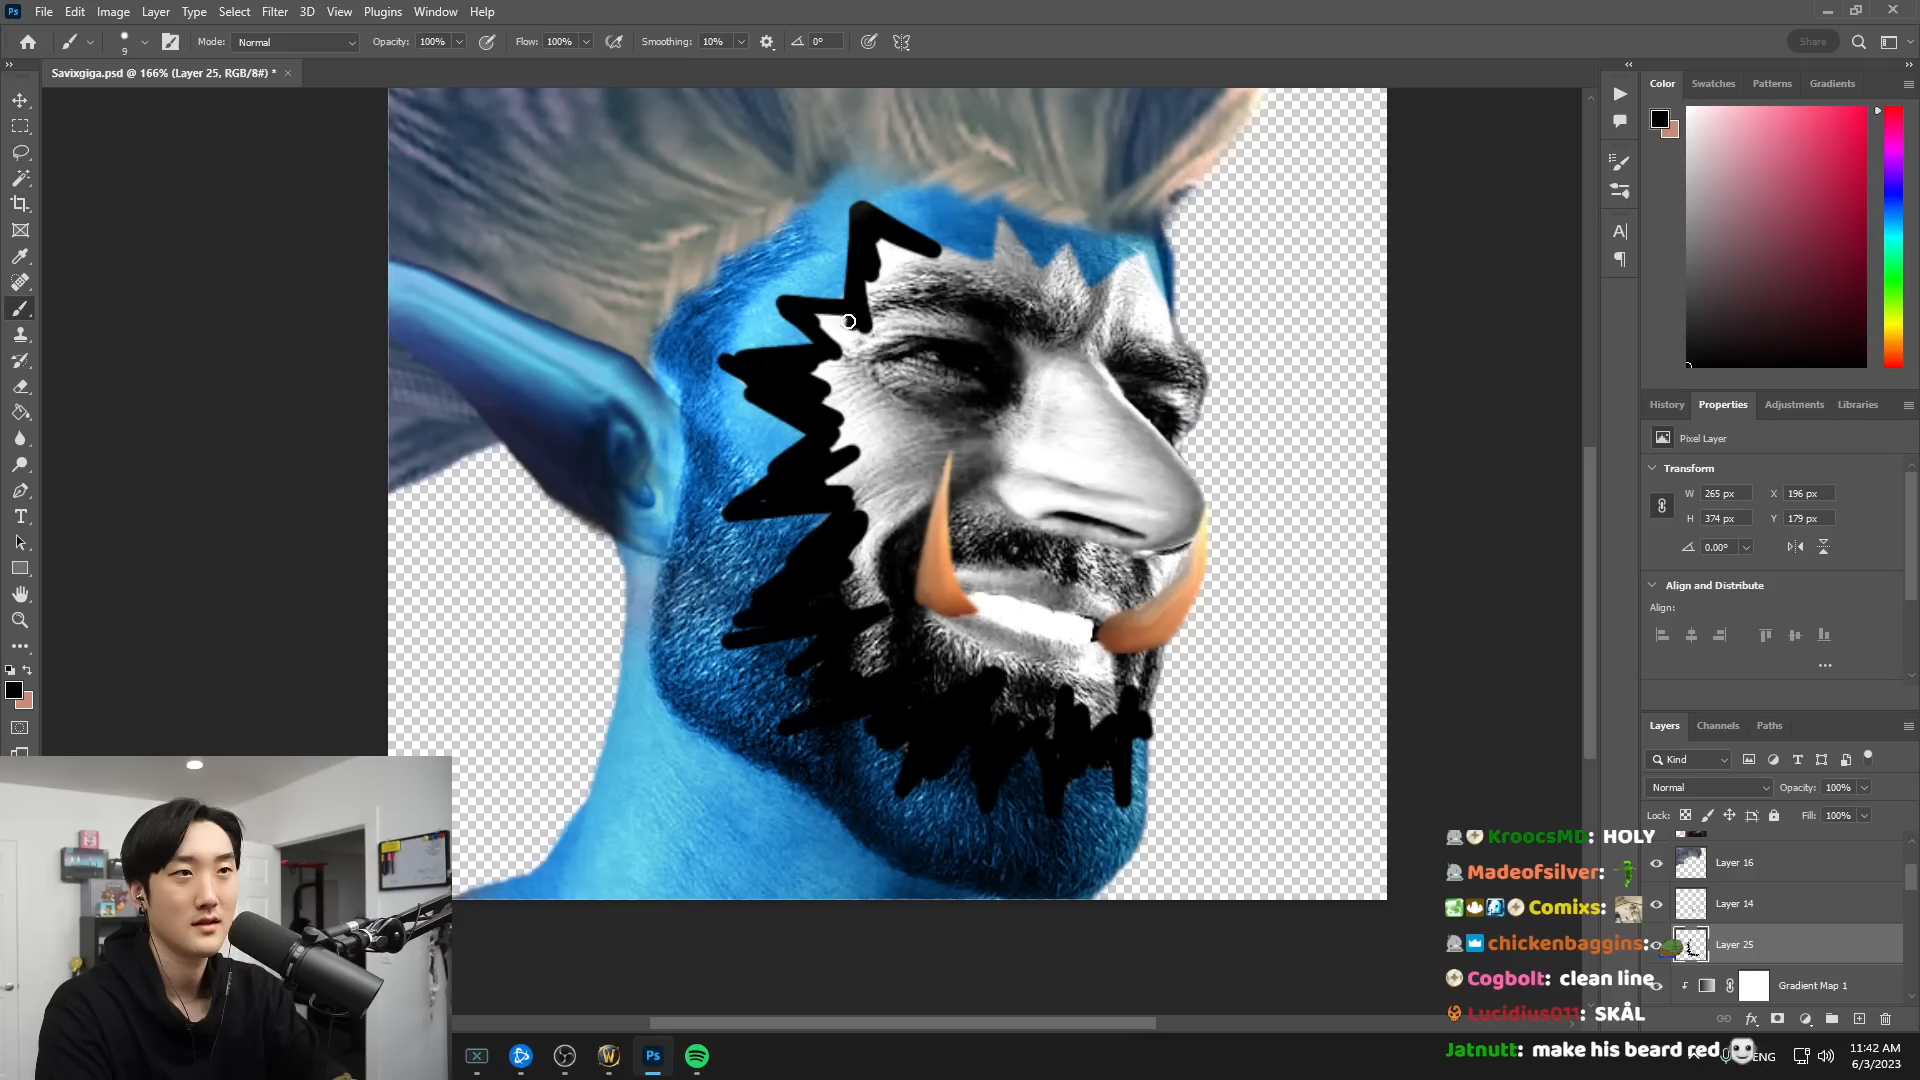 Ps File Edit Image Layer Type Select Filter 3D View Plugins Window Help
9 Mode: Normal Opacity: 100% Flow: 100% Smoothing: 10% 0° Share
Savixgiga.psd @ 166% (Layer 25, RGB/8#) * ×
Color Swatches Patterns Gradients
History Properties Adjustments Libraries
Pixel Layer
Transform
W 265 px X 196 px
H 374 px Y 179 px
0.00°
Align and Distribute
Align:
Layers Channels Paths
Kind
Normal Opacity: 100%
Lock: Fill: 100%
KroocsMD: HOLY
Layer 16
Madeofsilver:
Layer 14
Comixs:
chickenbaggins:
Layer 25
Cogbolt: clean line
Gradient Map 1
Lucidius011: SKÅL
Jatnutt: make his beard red
Ps
ENG
11:42 AM
6/3/2023